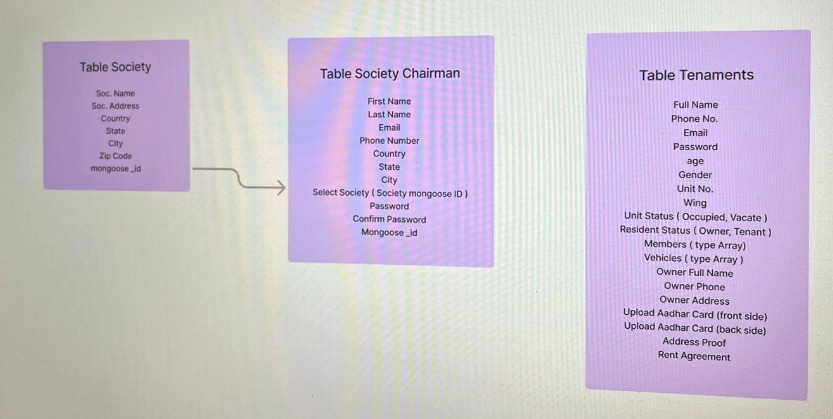 Table Society
Soc. Name
Soc. Address
Country
State
City
Zip Code
mongoose _id
Table Society Chairman
First Name
Last Name
Email
Phone Number
Country
State
City
Select Society ( Society mongoose ID )
Password
Confirm Password
Mongoose _id
Table Tenaments
Full Name
Phone No.
Email
Password
age
Gender
Unit No.
Wing
Unit Status ( Occupied, Vacate )
Resident Status ( Owner, Tenant )
Members ( type Array)
Vehicles ( type Array )
Owner Full Name
Owner Phone
Owner Address
Upload Aadhar Card (front side)
Upload Aadhar Card (back side)
Address Proof
Rent Agreement